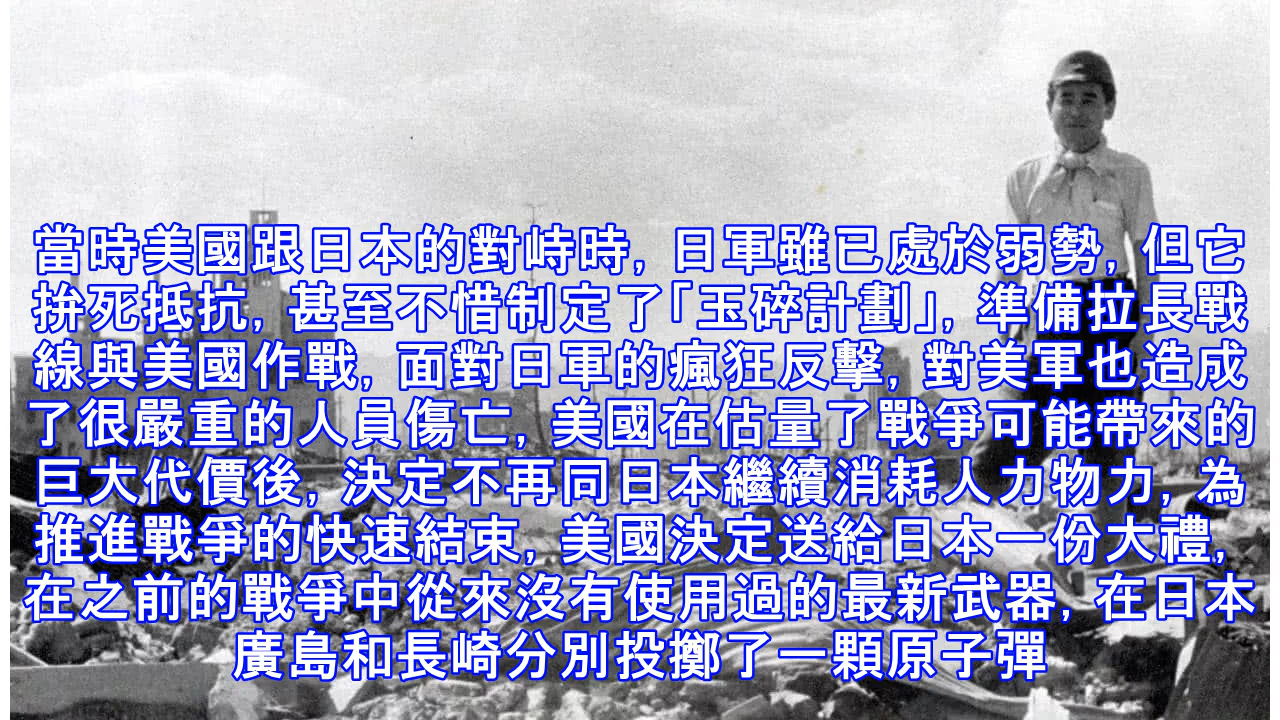 當時美國跟日本的對峙時, 日軍雖已處於弱勢, 但它
拚死抵抗, 甚至不惜制定了「玉碎計劃」, 準備拉長戰
線與美國作戰, 面對日軍的瘋狂反擊, 對美軍也造成
了很嚴重的人員傷亡, 美國在估量了戰爭可能帶來的
巨大代價後, 決定不再同日本繼續消耗人力物力, 為
推進戰爭的快速結束, 美國決定送給日本一份大禮,
在之前的戰爭中從來沒有使用過的最新武器, 在日本
廣島和長崎分別投擲了一顆原子彈